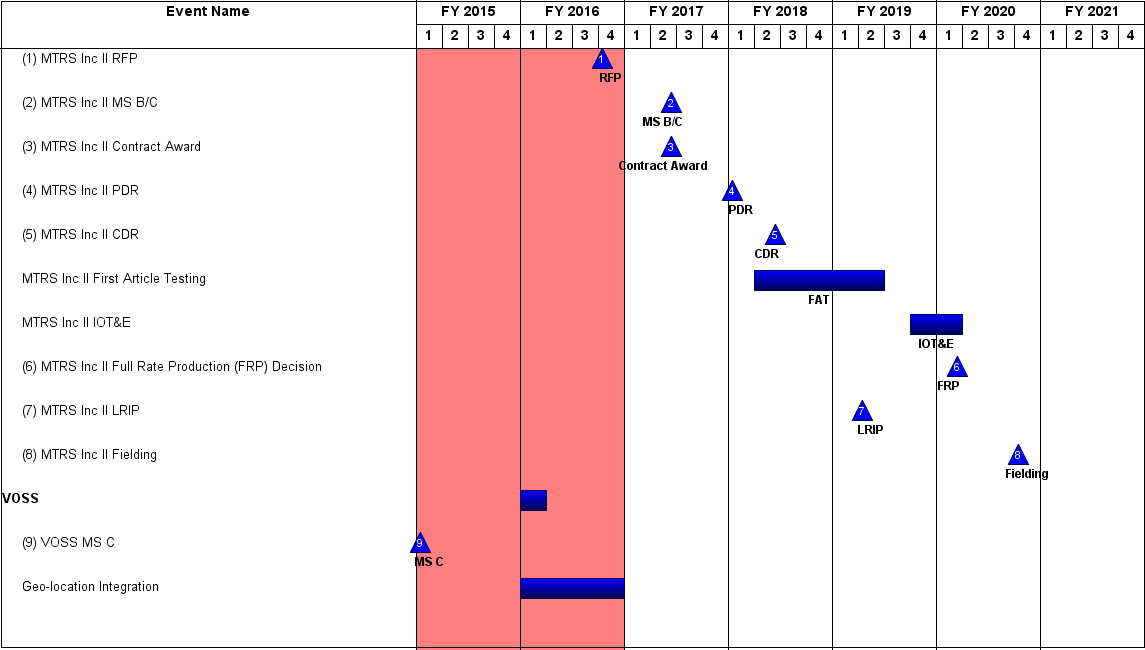 Event Name FY 2015 FY 2016 FY 2017 FY 2018 FY 2019 FY 2020 FY 2021
1 2 3 4 1 2 3 4 1 2 3 4 1 2 3 4 1 2 3 4 1 2 3 4 1 2 3 4
(1) MTRS Inc II RFP 1
RFP
(2) MTRS Inc II MS B/C 2
MS B/C
(3) MTRS Inc II Contract Award 3
Contract Award
(4) MTRS Inc II PDR 4
PDR
(5) MTRS Inc II CDR 5
CDR
MTRS Inc II First Article Testing
FAT
MTRS Inc II IOT&E
IOT&E
(6) MTRS Inc II Full Rate Production (FRP) Decision 6
FRP
(7) MTRS Inc II LRIP 7
LRIP
(8) MTRS Inc II Fielding 8
Fielding
VOSS
(9) VOSS MS C 9
MS C
Geo-location Integration